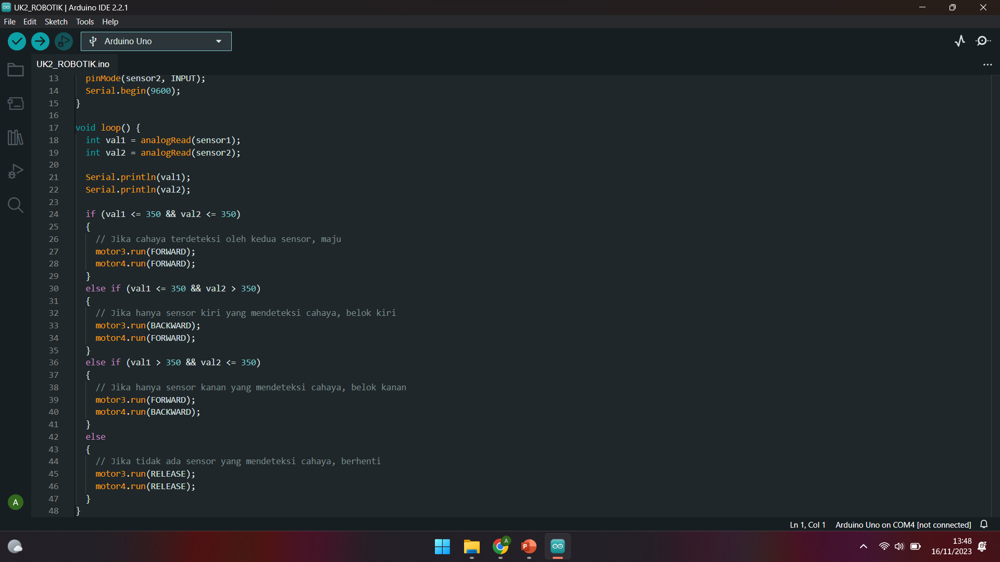 UK2_ROBOTIK | Arduino IDE 2.2.1
File Edit Sketch Tools Help
Arduino Uno
UK2_ROBOTIK.ino
13 pinMode(sensor2, INPUT);
14 Serial.begin(9600);
15 }
16
17 void loop() {
18 int val1 = analogRead(sensor1);
19 int val2 = analogRead(sensor2);
20
21 Serial.println(val1);
22 Serial.println(val2);
23
24 if (val1 <= 350 && val2 <= 350)
25 {
26 // Jika cahaya terdeteksi oleh kedua sensor, maju
27 motor3.run(FORWARD);
28 motor4.run(FORWARD);
29 }
30 else if (val1 <= 350 && val2 > 350)
31 {
32 // Jika hanya sensor kiri yang mendeteksi cahaya, belok kiri
33 motor3.run(BACKWARD);
34 motor4.run(FORWARD);
35 }
36 else if (val1 > 350 && val2 <= 350)
37 {
38 // Jika hanya sensor kanan yang mendeteksi cahaya, belok kanan
39 motor3.run(FORWARD);
40 motor4.run(BACKWARD);
41 }
42 else
43 {
44 // Jika tidak ada sensor yang mendeteksi cahaya, berhenti
45 motor3.run(RELEASE);
46 motor4.run(RELEASE);
47 }
48 }
A
Ln 1, Col 1 Arduino Uno on COM4 [not connected]
A
P
13:48
16/11/2023